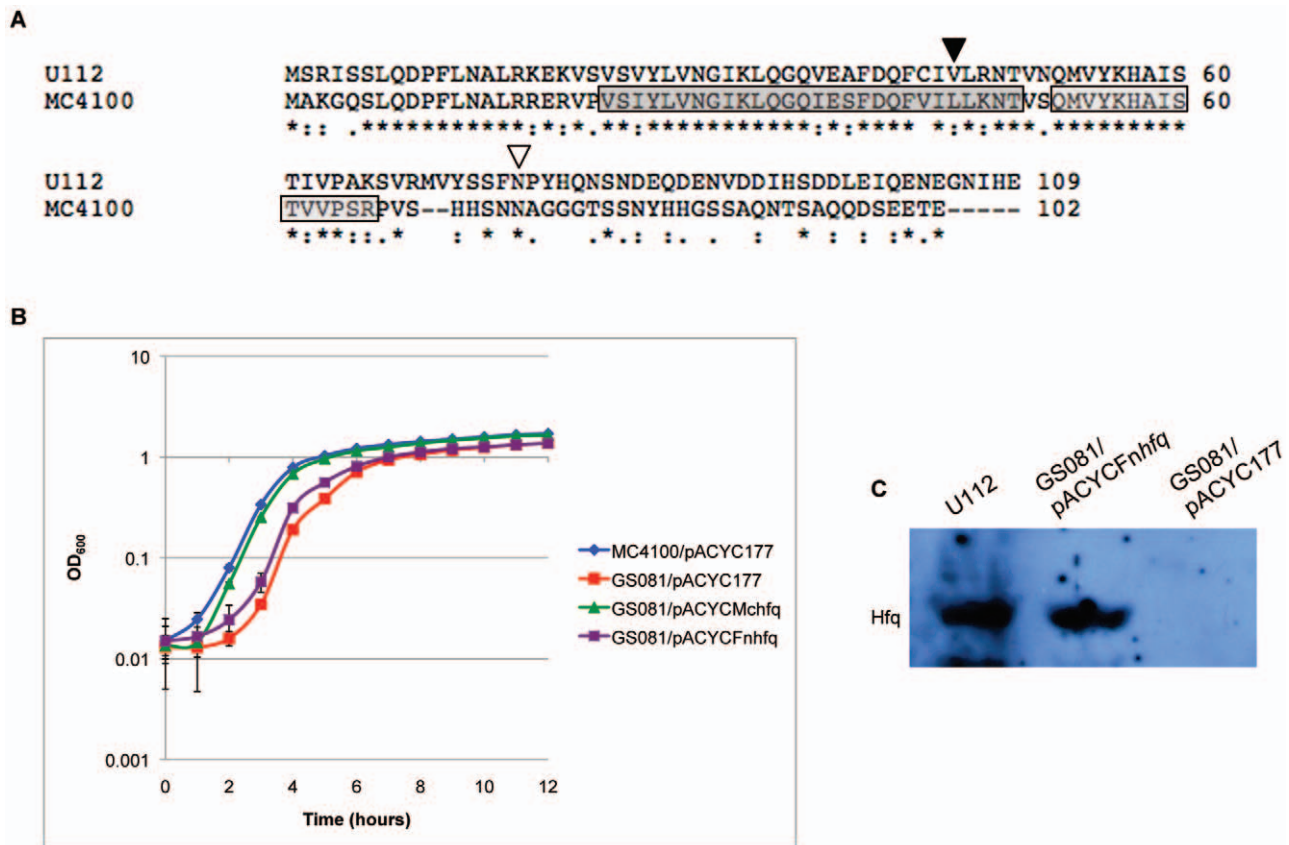 A
U112 MSRISSLQDPFLNALRKEKVSVSVYLVNGIKLQGQVEAFDQFCIVLRNTVNQMVYKHAIS 60
MC4100 MAKGQSLQDPFLNALRRERVPVSIYLVNGIKLQGQIESFDQFVILLKNTVSQMVYKHAIS 60
*:: .***********:*:*.**:***********:*:**** *:*:***.*********
U112 TIVPAKSVRMVYSSFNPYHQNSNDEQDENVDDIHSDDLEIQENEGNIHE 109
MC4100 TVVPSRPVS--HHSNNAGGGTSSNYHHGSSAQNTSAQQDSEETE----- 102
*:**::.* : *.*. .*.: . . : * : : :*.*
B
10
1
0.1
0.01
0.001
OD600
0 2 4 6 8 10 12
Time (hours)
MC4100/pACYC177
GS081/pACYC177
GS081/pACYCMchfq
GS081/pACYCFnhfq
C
U112
GS081/
pACYCFnhfq
GS081/
pACYC177
Hfq